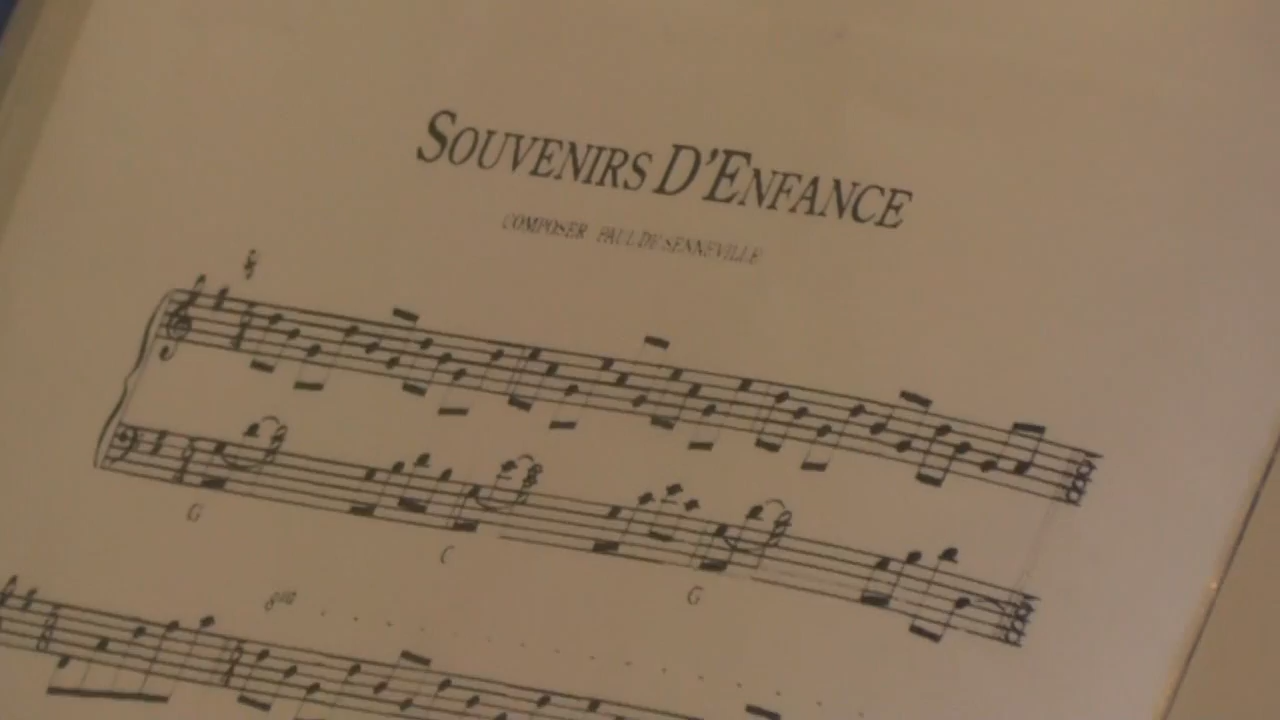 SOUVENIRS D'ENFANCE
COMPOSER PAUL DE SENNEVILLE
G
C
G
8va